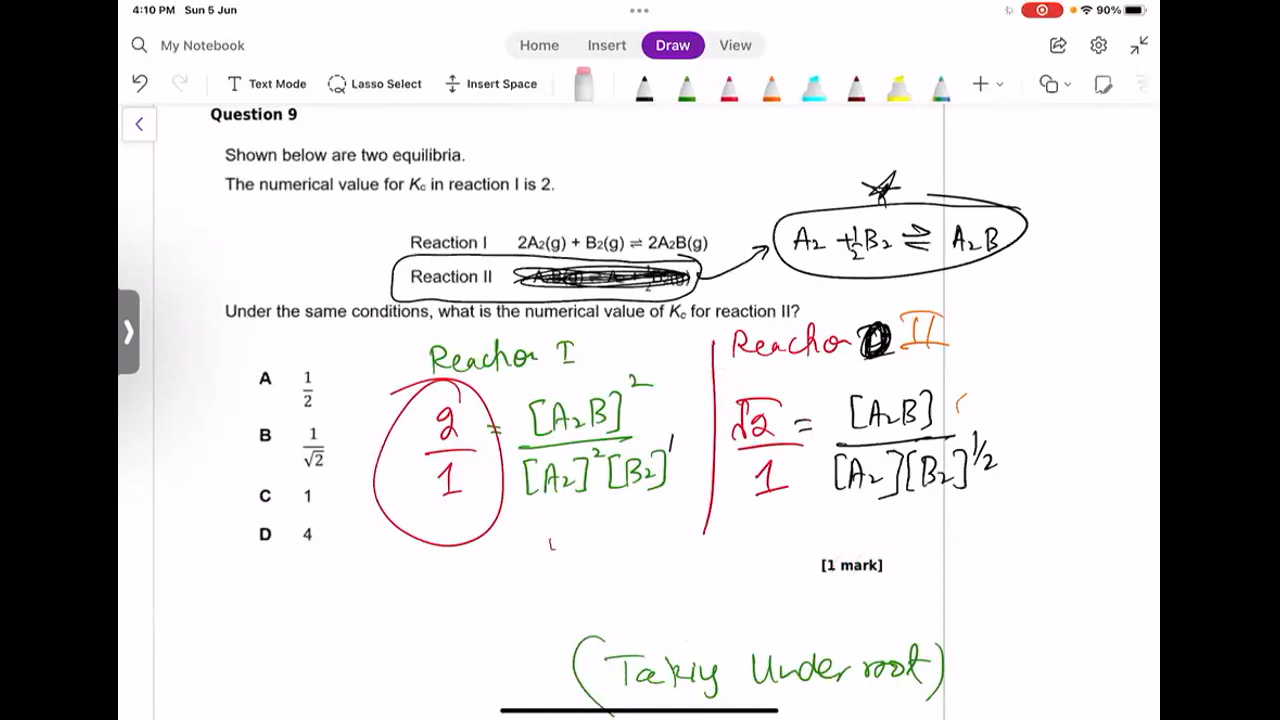 4:10 PM Sun 5 Jun
90%
My Notebook
Home Insert Draw View
Text Mode Lasso Select Insert Space
Question 9
Shown below are two equilibria.
The numerical value for Kc in reaction I is 2.
A₂ + ½B₂ ⇌ A₂B
Reaction I 2A2(g) + B2(g) ⇌ 2A2B(g)
Reaction II
Under the same conditions, what is the numerical value of Kc for reaction II?
Reactior I
Reactior II
A 1/2
B 1/√2
C 1
D 4
2/1 = [A₂B]²/[A₂]²[B₂]¹
√2/1 = [A₂B]/[A₂][B₂]^1/2
[1 mark]
(Takiy Under root)